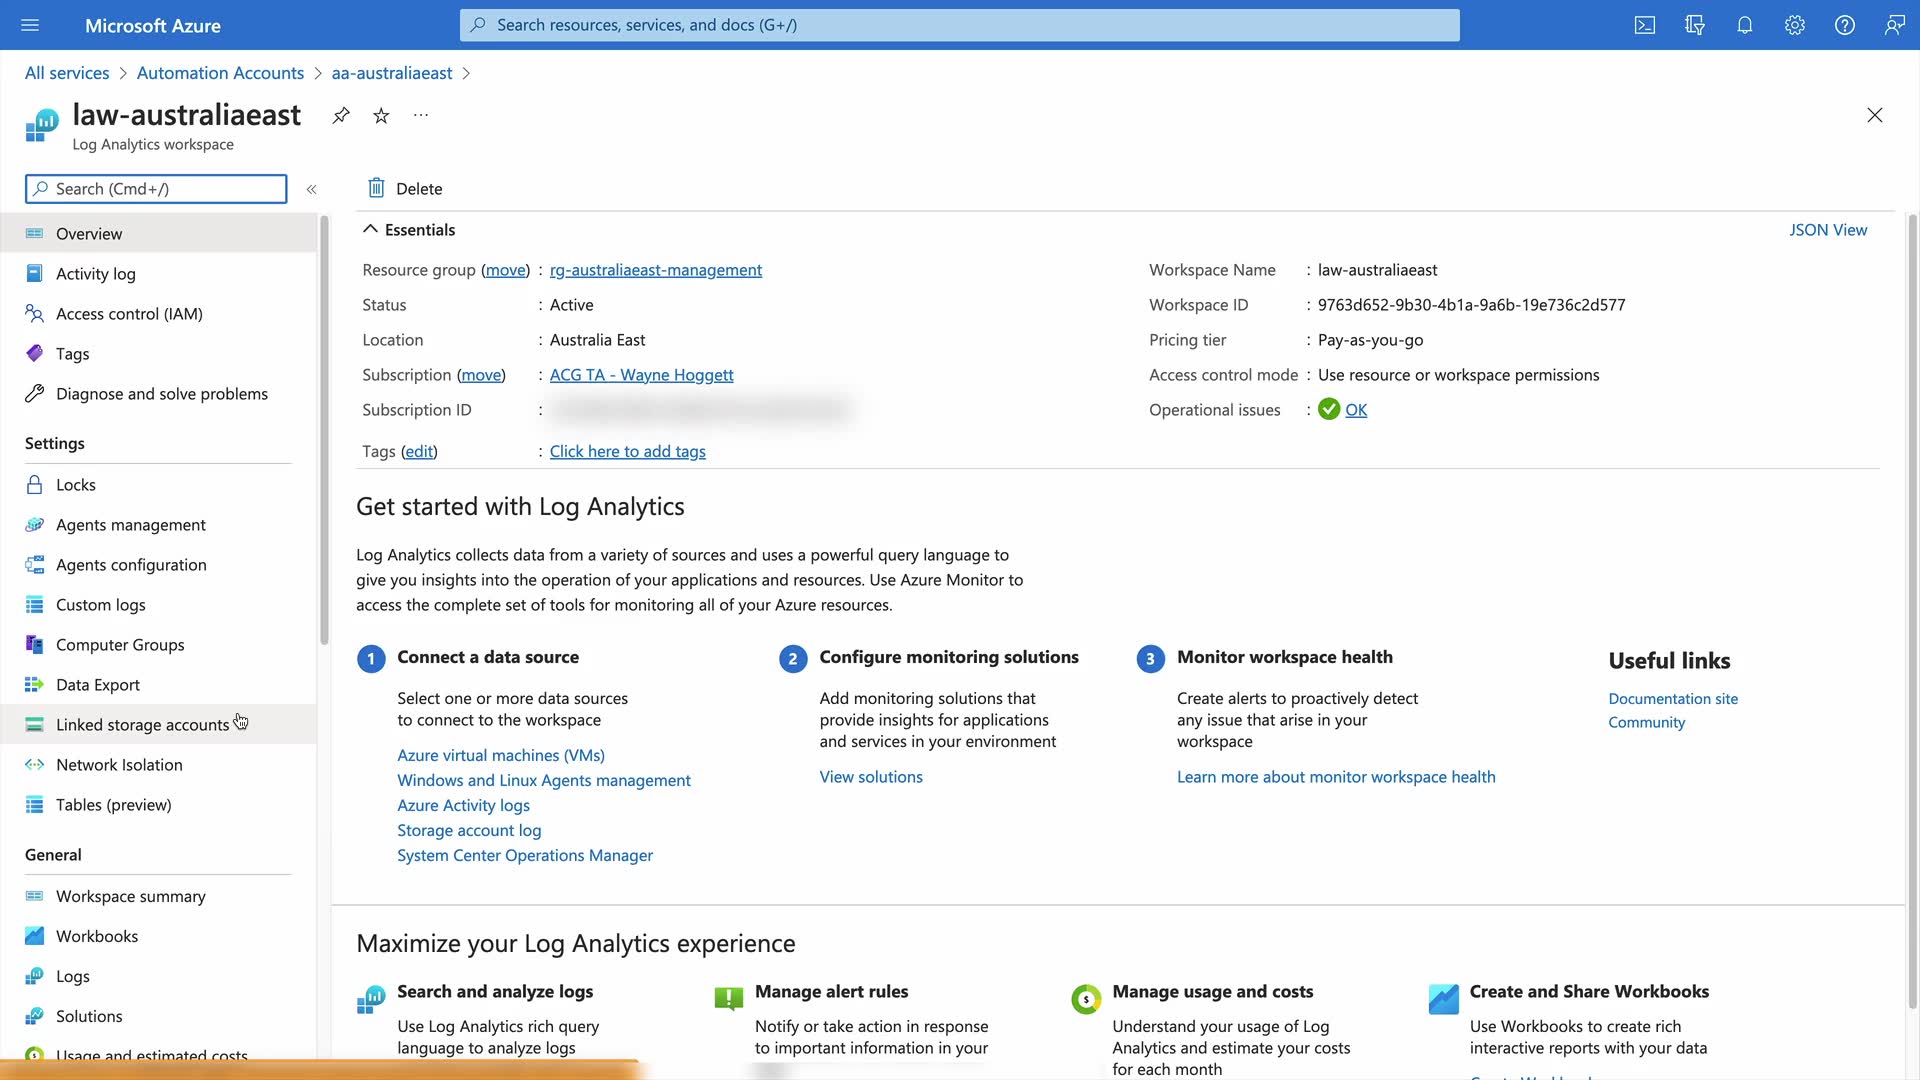 Microsoft Azure
Search resources, services, and docs (G+/)
All services > Automation Accounts > aa-australiaeast >
law-australiaeast
Log Analytics workspace
Search (Cmd+/)
«
Delete
Overview
Activity log
Access control (IAM)
Tags
Diagnose and solve problems
Settings
Locks
Agents management
Agents configuration
Custom logs
Computer Groups
Data Export
Linked storage accounts
Network Isolation
Tables (preview)
General
Workspace summary
Workbooks
Logs
Solutions
Usage and estimated costs
Essentials
JSON View
Resource group (move) : rg-australiaeast-management
Status : Active
Location : Australia East
Subscription (move) : ACG TA - Wayne Hoggett
Subscription ID :
Tags (edit) : Click here to add tags
Workspace Name : law-australiaeast
Workspace ID : 9763d652-9b30-4b1a-9a6b-19e736c2d577
Pricing tier : Pay-as-you-go
Access control mode : Use resource or workspace permissions
Operational issues : OK
Get started with Log Analytics
Log Analytics collects data from a variety of sources and uses a powerful query language to
give you insights into the operation of your applications and resources. Use Azure Monitor to
access the complete set of tools for monitoring all of your Azure resources.
1 Connect a data source
Select one or more data sources
to connect to the workspace
Azure virtual machines (VMs)
Windows and Linux Agents management
Azure Activity logs
Storage account log
System Center Operations Manager
2 Configure monitoring solutions
Add monitoring solutions that
provide insights for applications
and services in your environment
View solutions
3 Monitor workspace health
Create alerts to proactively detect
any issue that arise in your
workspace
Learn more about monitor workspace health
Useful links
Documentation site
Community
Maximize your Log Analytics experience
Search and analyze logs
Use Log Analytics rich query
language to analyze logs
Manage alert rules
Notify or take action in response
to important information in your
Manage usage and costs
Understand your usage of Log
Analytics and estimate your costs
for each month
Create and Share Workbooks
Use Workbooks to create rich
interactive reports with your data